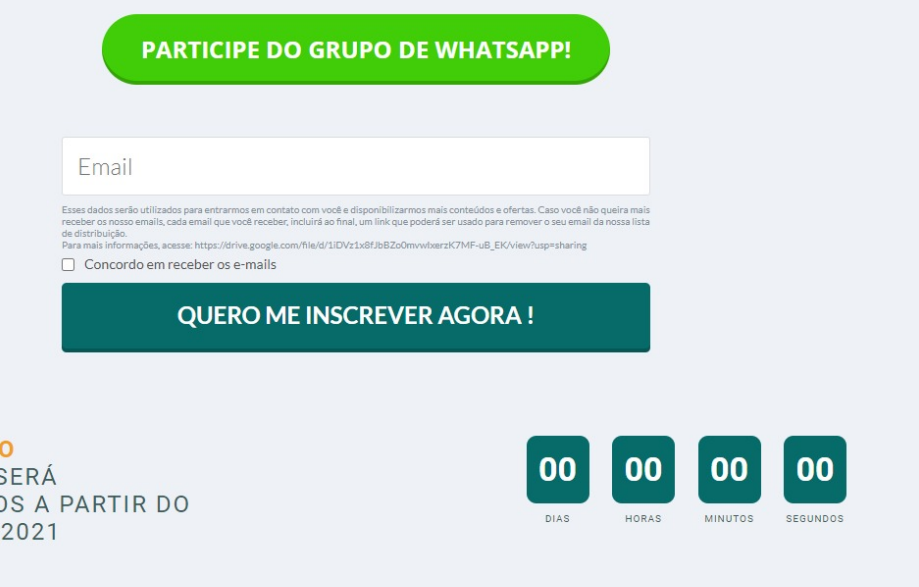 PARTICIPE DO GRUPO DE WHATSAPP!
Email
Esses dados serão utilizados para entrarmos em contato com você e disponibilizarmos mais conteúdos e ofertas. Caso você não queira mais
receber os nosso emails, cada email que você receber, incluirá ao final, um link que poderá ser usado para remover o seu email da nossa lista
de distribuição.
Para mais informações, acesse: https://drive.google.com/file/d/1iDVz1x8fJbBZo0mvwlxerzK7MF-uB_EK/view?usp=sharing
Concordo em receber os e-mails
QUERO ME INSCREVER AGORA !
O
SERÁ
OS A PARTIR DO
2021
00 00 00 00
DIAS HORAS MINUTOS SEGUNDOS